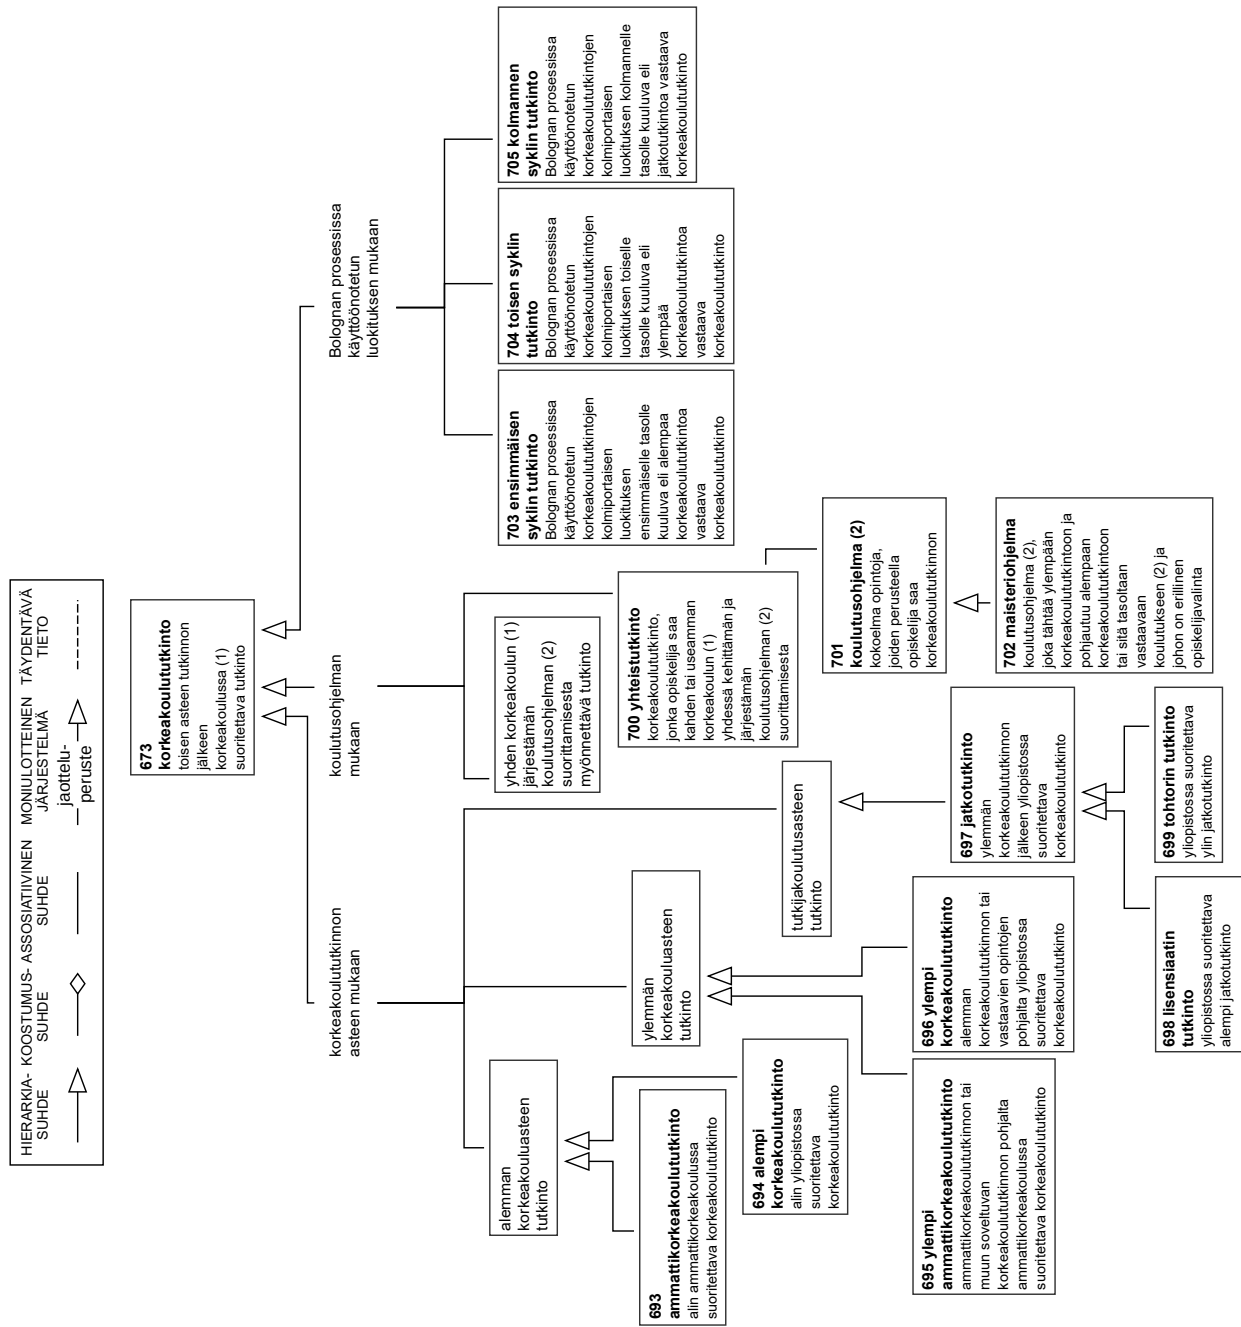 HIERARKIA-
SUHDE
KOOSTUMUS-
SUHDE
ASSOSIATIIVINEN
SUHDE
MONIULOTTEINEN
JÄRJESTELMÄ
jaottelu-
peruste
TÄYDENTÄVÄ
TIETO
673
korkeakoulututkinto
toisen asteen tutkinnon
jälkeen
korkeakoulussa (1)
suoritettava tutkinto
korkeakoulututkinnon
asteen mukaan
koulutusohjelman
mukaan
Bolognan prosessissa
käyttöönotetun
luokituksen mukaan
alemman
korkeakouluasteen
tutkinto
693
ammattikorkeakoulututkinto
alin ammattikorkeakoulussa
suoritettava korkeakoulututkinto
694 alempi
korkeakoulututkinto
alin yliopistossa
suoritettava
korkeakoulututkinto
ylemmän
korkeakouluasteen
tutkinto
695 ylempi
ammattikorkeakoulututkinto
ammattikorkeakoulututkinnon tai
muun soveltuvan
korkeakoulututkinnon pohjalta
ammattikorkeakoulussa
suoritettava korkeakoulututkinto
696 ylempi
korkeakoulututkinto
alemman
korkeakoulututkinnon tai
vastaavien opintojen
pohjalta yliopistossa
suoritettava
korkeakoulututkinto
tutkijakoulutusasteen
tutkinto
697 jatkotutkinto
ylemmän
korkeakoulututkinnon
jälkeen yliopistossa
suoritettava
korkeakoulututkinto
698 lisensiaatin
tutkinto
yliopistossa suoritettava
alempi jatkotutkinto
699 tohtorin tutkinto
yliopistossa suoritettava
ylin jatkotutkinto
yhden korkeakoulun (1)
järjestämän
koulutusohjelman (2)
suorittamisesta
myönnettävä tutkinto
700 yhteistutkinto
korkeakoulututkinto,
jonka opiskelija saa
kahden tai useamman
korkeakoulun (1)
yhdessä kehittämän ja
järjestämän
koulutusohjelman (2)
suorittamisesta
701
koulutusohjelma (2)
kokoelma opintoja,
joiden perusteella
opiskelija saa
korkeakoulututkinnon
702 maisteriohjelma
koulutusohjelma (2),
joka tähtää ylempään
korkeakoulututkintoon ja
pohjautuu alempaan
korkeakoulututkintoon
tai sitä tasoltaan
vastaavaan
koulutukseen (2) ja
johon on erillinen
opiskelijavalinta
703 ensimmäisen
syklin tutkinto
Bolognan prosessissa
käyttöönotetun
korkeakoulututkintojen
kolmiportaisen
luokituksen
ensimmäiselle tasolle
kuuluva eli alempaa
korkeakoulututkintoa
vastaava
korkeakoulututkinto
704 toisen syklin
tutkinto
Bolognan prosessissa
käyttöönotetun
korkeakoulututkintojen
kolmiportaisen
luokituksen toiselle
tasolle kuuluva eli
ylempää
korkeakoulututkintoa
vastaava
korkeakoulututkinto
705 kolmannen
syklin tutkinto
Bolognan prosessissa
käyttöönotetun
korkeakoulututkintojen
kolmiportaisen
luokituksen kolmannelle
tasolle kuuluva eli
jatkotutkintoa vastaava
korkeakoulututkinto